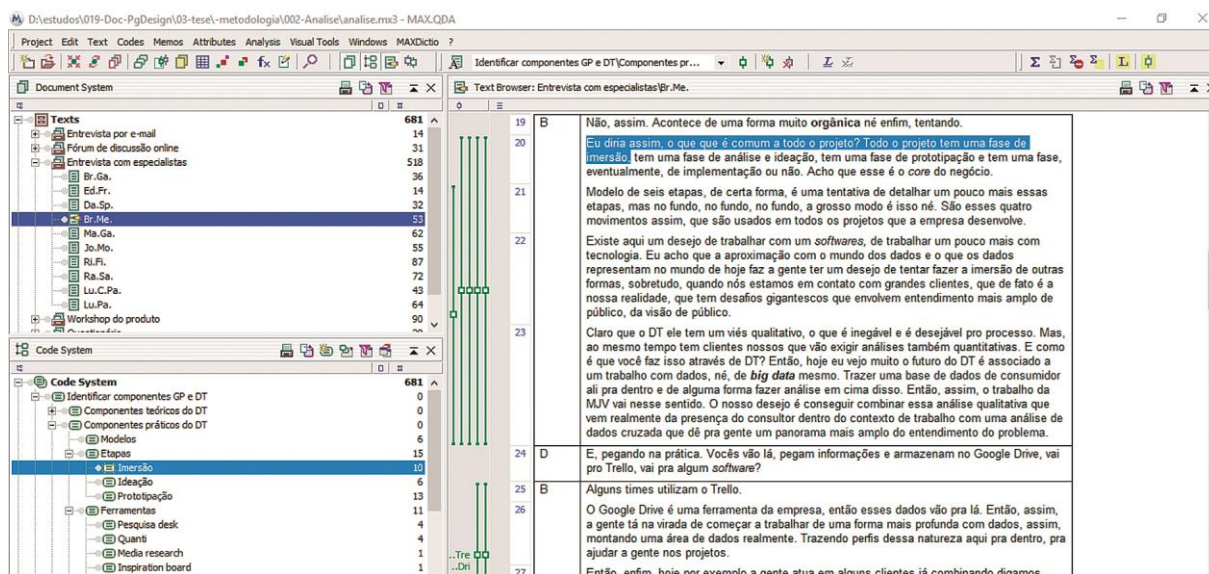 D:\estudos\019-Doc-PgDesign\03-tese\-metodologia\002-Analise\analise.mx3 - MAX.QDA
Project Edit Text Codes Memos Attributes Analysis Visual Tools Windows MAXDictio ?
Identificar componentes GP e DT\Componentes pr...
Document System
Texts 681
Entrevista por e-mail 14
Fórum de discussão online 31
Entrevista com especialistas 518
Br.Ga. 36
Ed.Fr. 14
Da.Sp. 32
Br.Me. 53
Ma.Ga. 62
Jo.Mo. 55
Ri.Fi. 87
Ra.Sa. 72
Lu.C.Pa. 43
Lu.Pa. 64
Workshop do produto 90
Code System
Code System 681
Identificar componentes GP e DT 0
Componentes teóricos do DT 0
Componentes práticos do DT 0
Modelos 6
Etapas 15
Imersão 10
Ideação 6
Prototipação 13
Ferramentas 11
Pesquisa desk 4
Quanti 4
Media research 1
Inspiration board 1
Text Browser: Entrevista com especialistas\Br.Me.
19 B Não, assim. Acontece de uma forma muito orgânica né enfim, tentando.
20 Eu diria assim, o que que é comum a todo o projeto? Todo o projeto tem uma fase de
imersão, tem uma fase de análise e ideação, tem uma fase de prototipação e tem uma fase,
eventualmente, de implementação ou não. Acho que esse é o core do negócio.
21 Modelo de seis etapas, de certa forma, é uma tentativa de detalhar um pouco mais essas
etapas, mas no fundo, no fundo, no fundo, a grosso modo é isso né. São esses quatro
movimentos assim, que são usados em todos os projetos que a empresa desenvolve.
22 Existe aqui um desejo de trabalhar com um softwares, de trabalhar um pouco mais com
tecnologia. Eu acho que a aproximação com o mundo dos dados e o que os dados
representam no mundo de hoje faz a gente ter um desejo de tentar fazer a imersão de outras
formas, sobretudo, quando nós estamos em contato com grandes clientes, que de fato é a
nossa realidade, que tem desafios gigantescos que envolvem entendimento mais amplo de
público, da visão de público.
23 Claro que o DT ele tem um viés qualitativo, o que é inegável e é desejável pro processo. Mas,
ao mesmo tempo tem clientes nossos que vão exigir análises também quantitativas. E como
é que você faz isso através de DT? Então, hoje eu vejo muito o futuro do DT é associado a
um trabalho com dados, né, de big data mesmo. Trazer uma base de dados de consumidor
ali pra dentro e de alguma forma fazer análise em cima disso. Então, assim, o trabalho da
MJV vai nesse sentido. O nosso desejo é conseguir combinar essa análise qualitativa que
vem realmente da presença do consultor dentro do contexto de trabalho com uma análise de
dados cruzada que dê pra gente um panorama mais amplo do entendimento do problema.
24 D E, pegando na prática. Vocês vão lá, pegam informações e armazenam no Google Drive, vai
pro Trello, vai pra algum software?
25 B Alguns times utilizam o Trello.
26 O Google Drive é uma ferramenta da empresa, então esses dados vão pra lá. Então, assim,
a gente tá na virada de começar a trabalhar de uma forma mais profunda com dados, assim,
montando uma área de dados realmente. Trazendo perfis dessa natureza aqui pra dentro, pra
ajudar a gente nos projetos.
..Tre
..Dri
27 Então, enfim, hoje por exemplo a gente atua em alguns clientes já combinando digamos